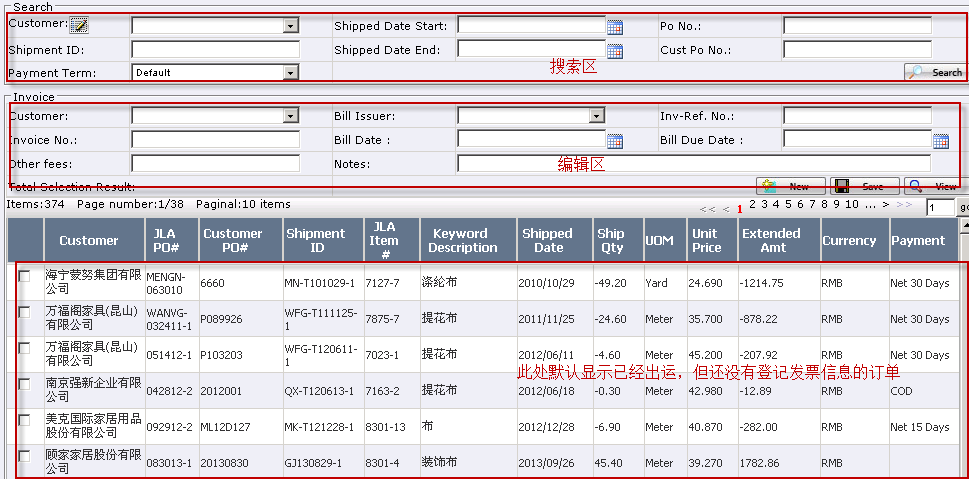 Search
Customer: Shipped Date Start: Po No.:
Shipment ID: Shipped Date End: Cust Po No.:
搜索区
Payment Term: Default Search
Invoice
Customer: Bill Issuer: Inv-Ref. No.:
Invoice No.: Bill Date : Bill Due Date :
Other fees: Notes: 编辑区
Total Selection Result: New Save View
Items:374 Page number:1/38 Paginal:10 items << < 1 2 3 4 5 6 7 8 9 10 ... > >> 1 go
Customer JLA PO# Customer PO# Shipment ID JLA Item # Keyword Description Shipped Date Ship Qty UOM Unit Price Extended Amt Currency Payment
海宁蒙努集团有限公司 MENGN-063010 6660 MN-T101029-1 7127-7 涤纶布 2010/10/29 -49.20 Yard 24.690 -1214.75 RMB Net 30 Days
万福阁家具(昆山)有限公司 WANVG-032411-1 P089926 WFG-T111125-1 7875-7 提花布 2011/11/25 -24.60 Meter 35.700 -878.22 RMB Net 30 Days
万福阁家具(昆山)有限公司 051412-1 P103203 WFG-T120611-1 7023-1 提花布 2012/06/11 -4.60 Meter 45.200 -207.92 RMB Net 30 Days
此处默认显示已经出运，但还没有登记发票信息的订单
南京强新企业有限公司 042812-2 2012001 QX-T120613-1 7163-2 提花布 2012/06/18 -0.30 Meter 42.980 -12.89 RMB COD
美克国际家居用品股份有限公司 092912-2 ML12D127 MK-T121228-1 8301-13 布 2012/12/28 -6.90 Meter 40.870 -282.00 RMB Net 15 Days
顾家家居股份有限公司 083013-1 20130830 GJ130829-1 8301-4 装饰布 2013/09/26 45.40 Meter 39.270 1782.86 RMB